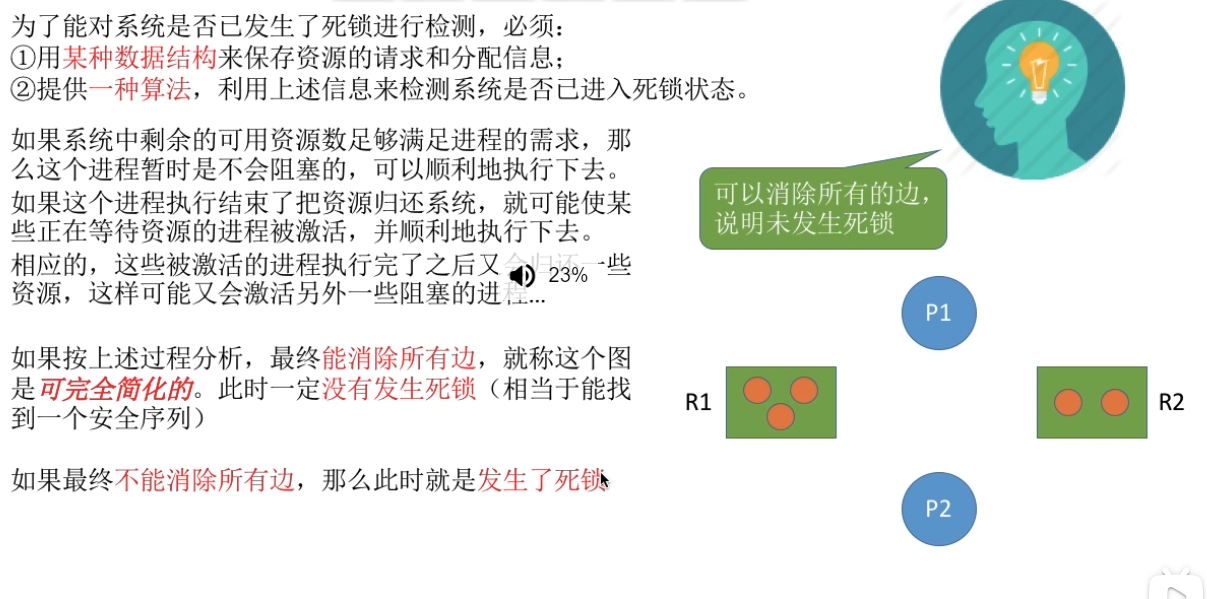 为了能对系统是否已发生了死锁进行检测，必须：
①用某种数据结构来保存资源的请求和分配信息；
②提供一种算法，利用上述信息来检测系统是否已进入死锁状态。
如果系统中剩余的可用资源数足够满足进程的需求，那
么这个进程暂时是不会阻塞的，可以顺利地执行下去。
如果这个进程执行结束了把资源归还系统，就可能使某
些正在等待资源的进程被激活，并顺利地执行下去。
相应的，这些被激活的进程执行完了之后又会归还一些
资源，这样可能又会激活另外一些阻塞的进程...
23%
如果按上述过程分析，最终能消除所有边，就称这个图
是可完全简化的。此时一定没有发生死锁（相当于能找
到一个安全序列）
如果最终不能消除所有边，那么此时就是发生了死锁
可以消除所有的边，
说明未发生死锁
P1
R1
R2
P2